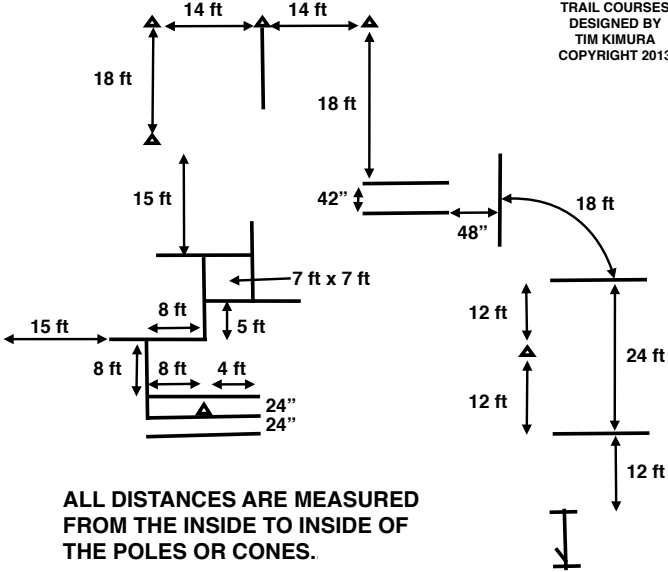 TRAIL COURSES
DESIGNED BY
TIM KIMURA
COPYRIGHT 2013
14 ft
14 ft
18 ft
18 ft
15 ft
42”
48”
18 ft
7 ft x 7 ft
8 ft
5 ft
15 ft
12 ft
24 ft
8 ft
8 ft
4 ft
12 ft
24”
24”
12 ft
ALL DISTANCES ARE MEASURED
FROM THE INSIDE TO INSIDE OF
THE POLES OR CONES.